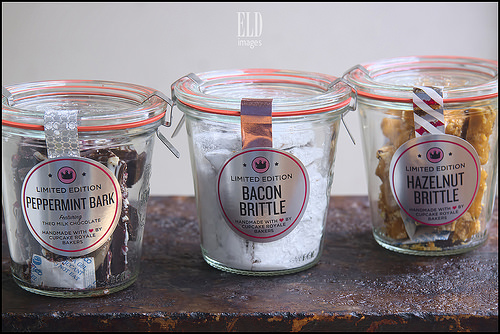 ELD
images
LIMITED EDITION
PEPPERMINT BARK
Featuring
THEO MILK CHOCOLATE
HANDMADE WITH ♥ BY
CUPCAKE ROYALE
BAKERS
LIMITED EDITION
BACON
BRITTLE
HANDMADE WITH ♥ BY
CUPCAKE ROYALE
BAKERS
LIMITED EDITION
HAZELNUT
BRITTLE
HANDMADE WITH ♥ BY
CUPCAKE ROYALE
BAKERS